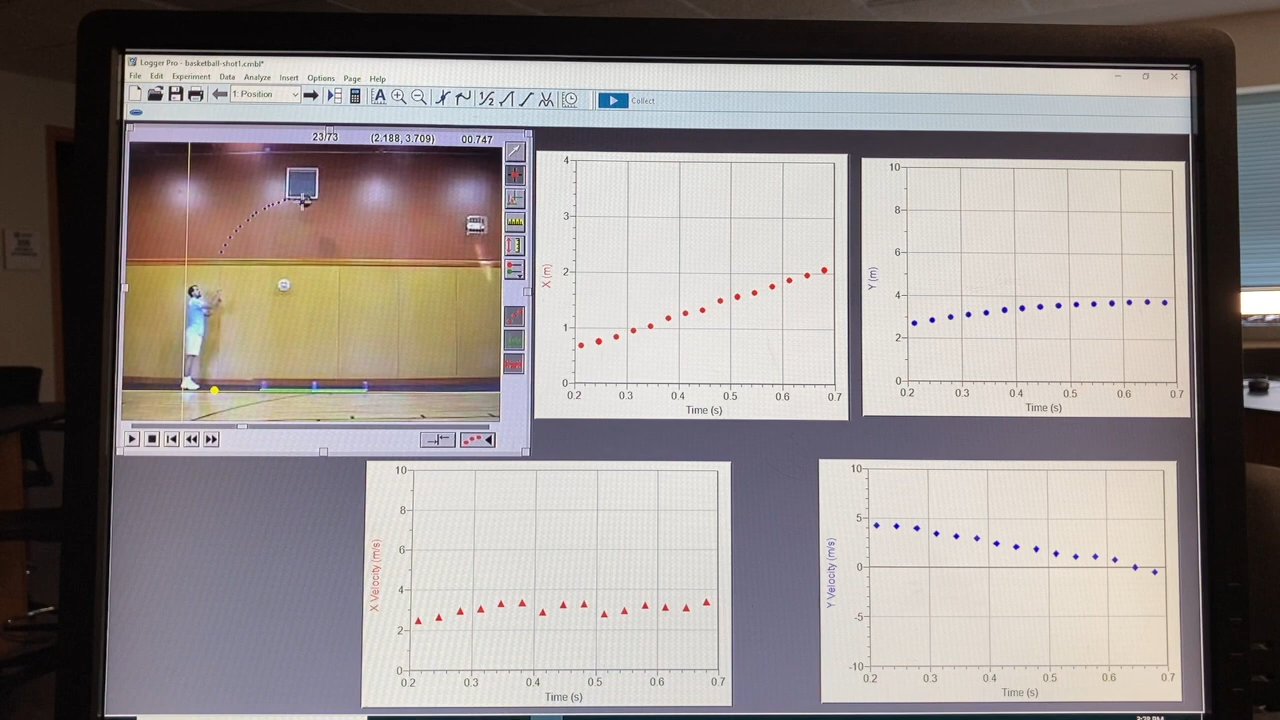 Logger Pro - basketball-shot1.cmbl*
File Edit Experiment Data Analyze Insert Options Page Help
1: Position
Collect
23/73 (2.188, 3.709) 00.747
4
3
2
1
0
X (m)
0.2 0.3 0.4 0.5 0.6 0.7
Time (s)
10
8
6
4
2
0
Y (m)
0.2 0.3 0.4 0.5 0.6 0.7
Time (s)
10
8
6
4
2
0
X Velocity (m/s)
0.2 0.3 0.4 0.5 0.6 0.7
Time (s)
10
5
0
-5
-10
Y Velocity (m/s)
0.2 0.3 0.4 0.5 0.6 0.7
Time (s)